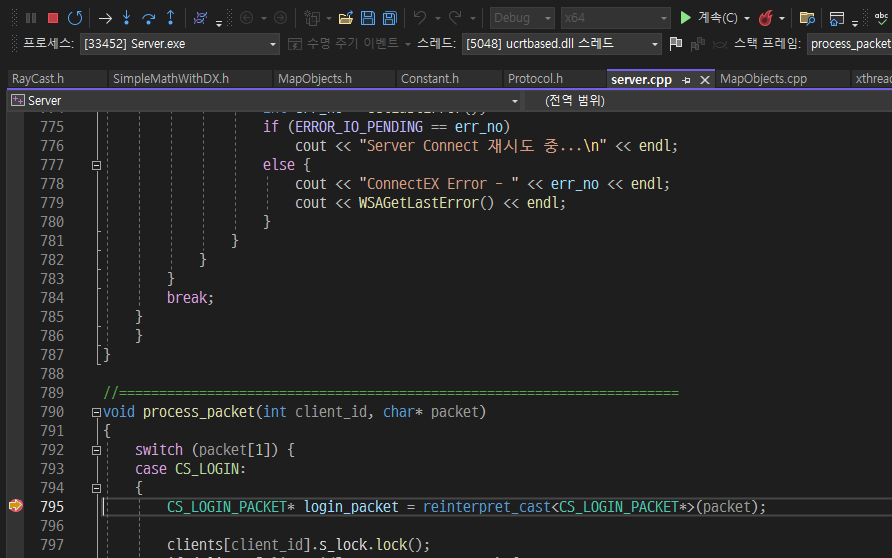 Debug x64 계속(C)
프로세스: [33452] Server.exe 수명 주기 이벤트 스레드: [5048] ucrtbased.dll 스레드 스택 프레임: process_packet
RayCast.h SimpleMathWithDX.h MapObjects.h Constant.h Protocol.h server.cpp MapObjects.cpp xthread
Server (전역 범위)
775 if (ERROR_IO_PENDING == err_no)
776 cout << "Server Connect 재시도 중...\n" << endl;
777 else {
778 cout << "ConnectEX Error - " << err_no << endl;
779 cout << WSAGetLastError() << endl;
780 }
781 }
782 }
783 }
784 break;
785 }
786 }
787 }
788
789 //======================================================================
790 void process_packet(int client_id, char* packet)
791 {
792 switch (packet[1]) {
793 case CS_LOGIN:
794 {
795 CS_LOGIN_PACKET* login_packet = reinterpret_cast<CS_LOGIN_PACKET*>(packet);
796
797 clients[client_id].s_lock.lock();